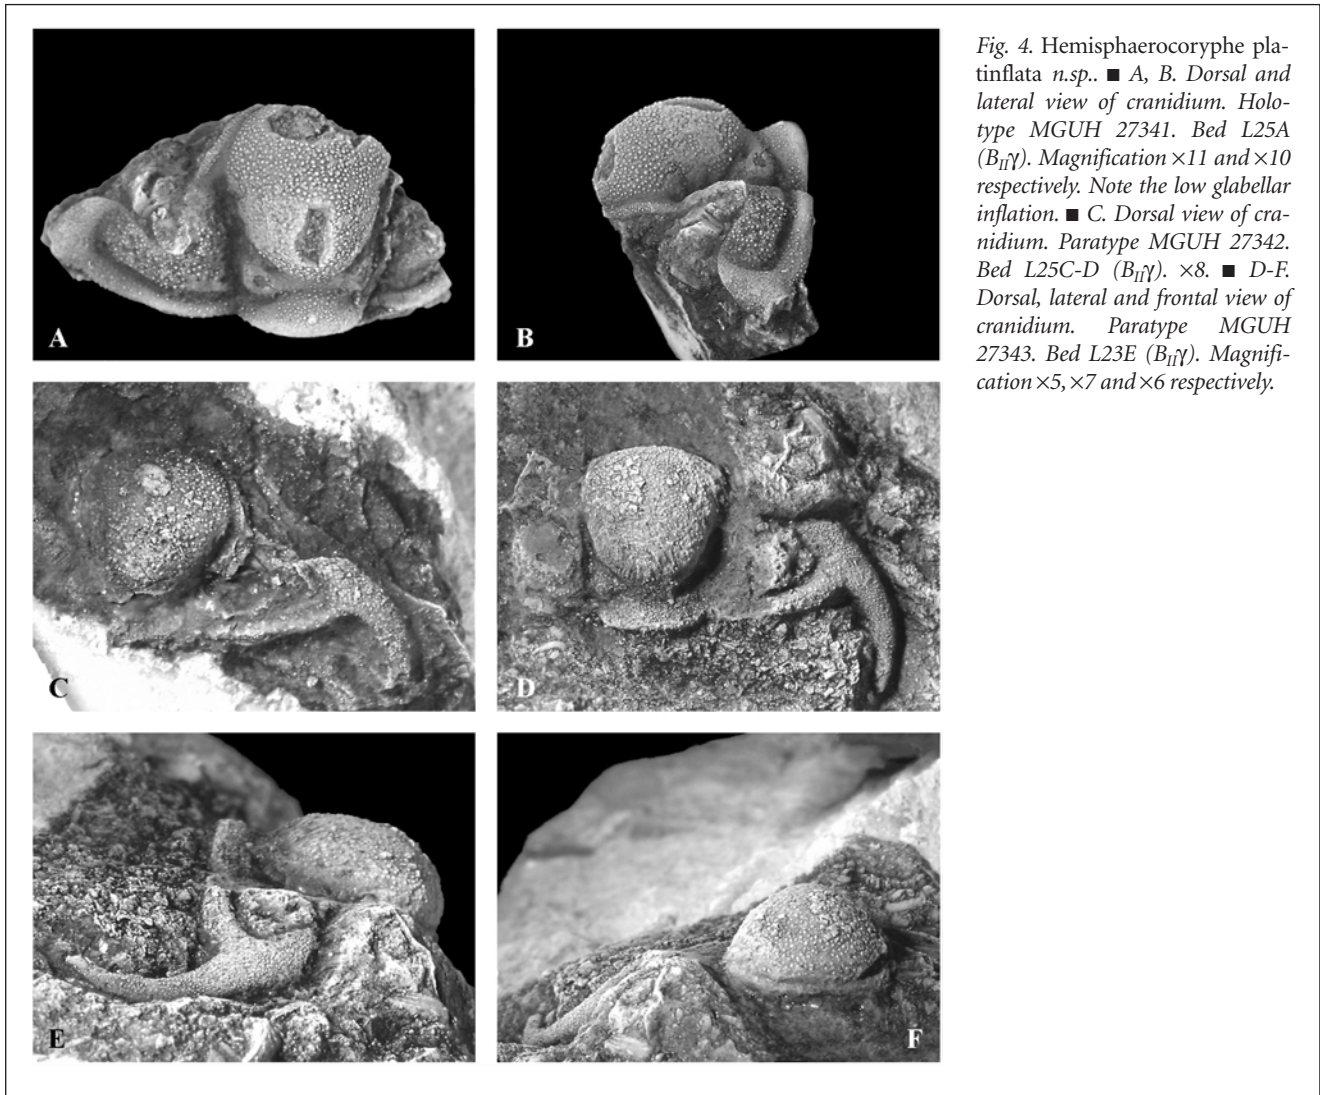 A
B
Fig. 4. Hemisphaerocoryphe pla-
tinflata n.sp.. ■ A, B. Dorsal and
lateral view of cranidium. Holo-
type MGUH 27341. Bed L25A
(BIIγ). Magnification ×11 and ×10
respectively. Note the low glabellar
inflation. ■ C. Dorsal view of cra-
nidium. Paratype MGUH 27342.
Bed L25C-D (BIIγ). ×8. ■ D-F.
Dorsal, lateral and frontal view of
cranidium. Paratype MGUH
27343. Bed L23E (BIIγ). Magnifi-
cation ×5, ×7 and ×6 respectively.
C
D
E
F